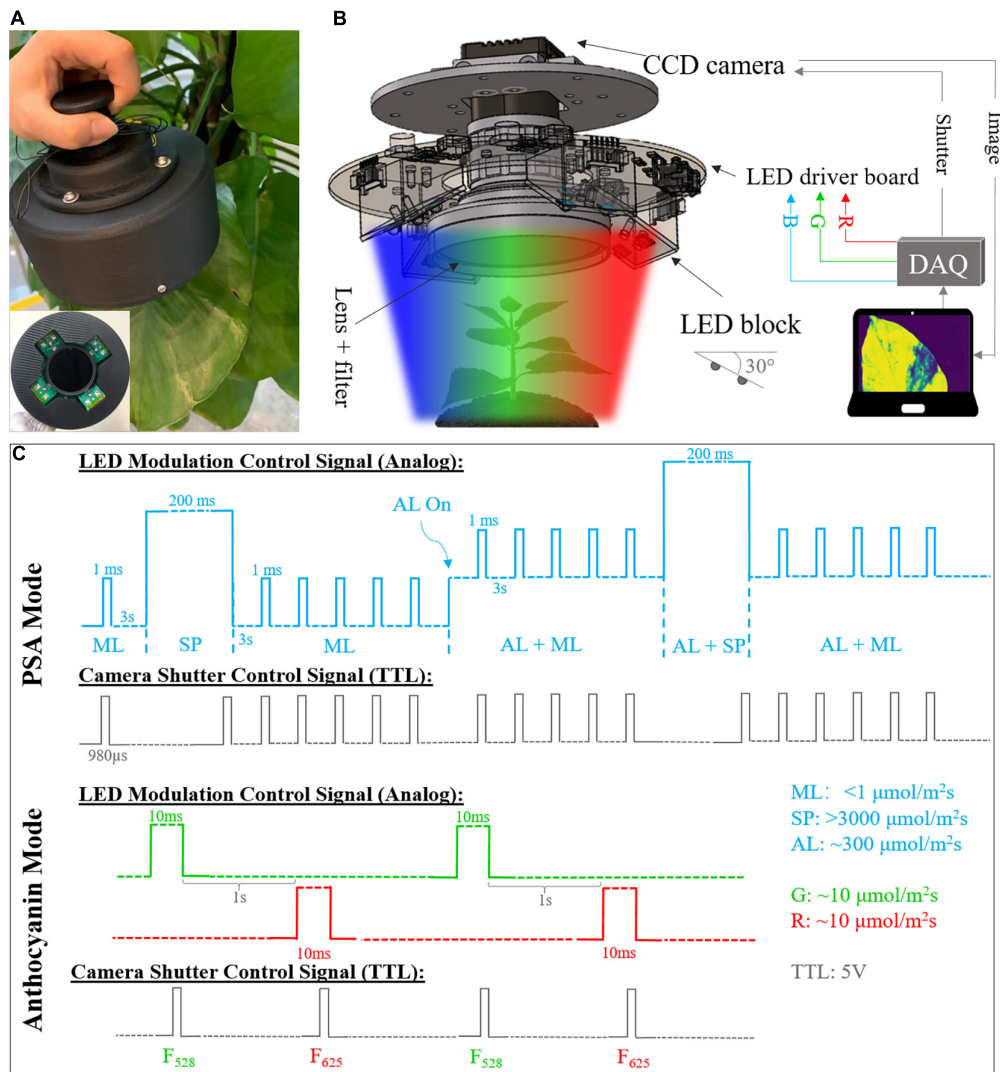 A
B
CCD camera
Shutter
Image
LED driver board
B
G
R
DAQ
LED block
30°
Lens + filter
C
PSA Mode
LED Modulation Control Signal (Analog):
200 ms
200 ms
AL On
1 ms
1 ms
1 ms
3s
3s
3s
ML
SP
ML
AL + ML
AL + SP
AL + ML
Camera Shutter Control Signal (TTL):
980μs
Anthocyanin Mode
LED Modulation Control Signal (Analog):
10ms
10ms
1s
1s
10ms
10ms
Camera Shutter Control Signal (TTL):
F528
F625
F528
F625
ML: <1 μmol/m²s
SP: >3000 μmol/m²s
AL: ~300 μmol/m²s
G: ~10 μmol/m²s
R: ~10 μmol/m²s
TTL: 5V